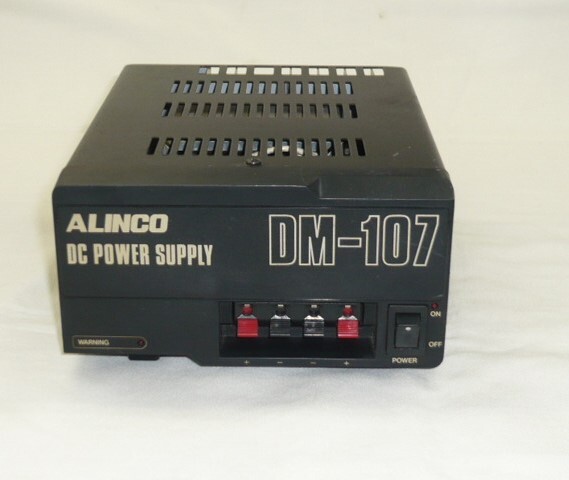 ALINCO
DC POWER SUPPLY
DM-107
ON
OFF
POWER
WARNING
+ − − +